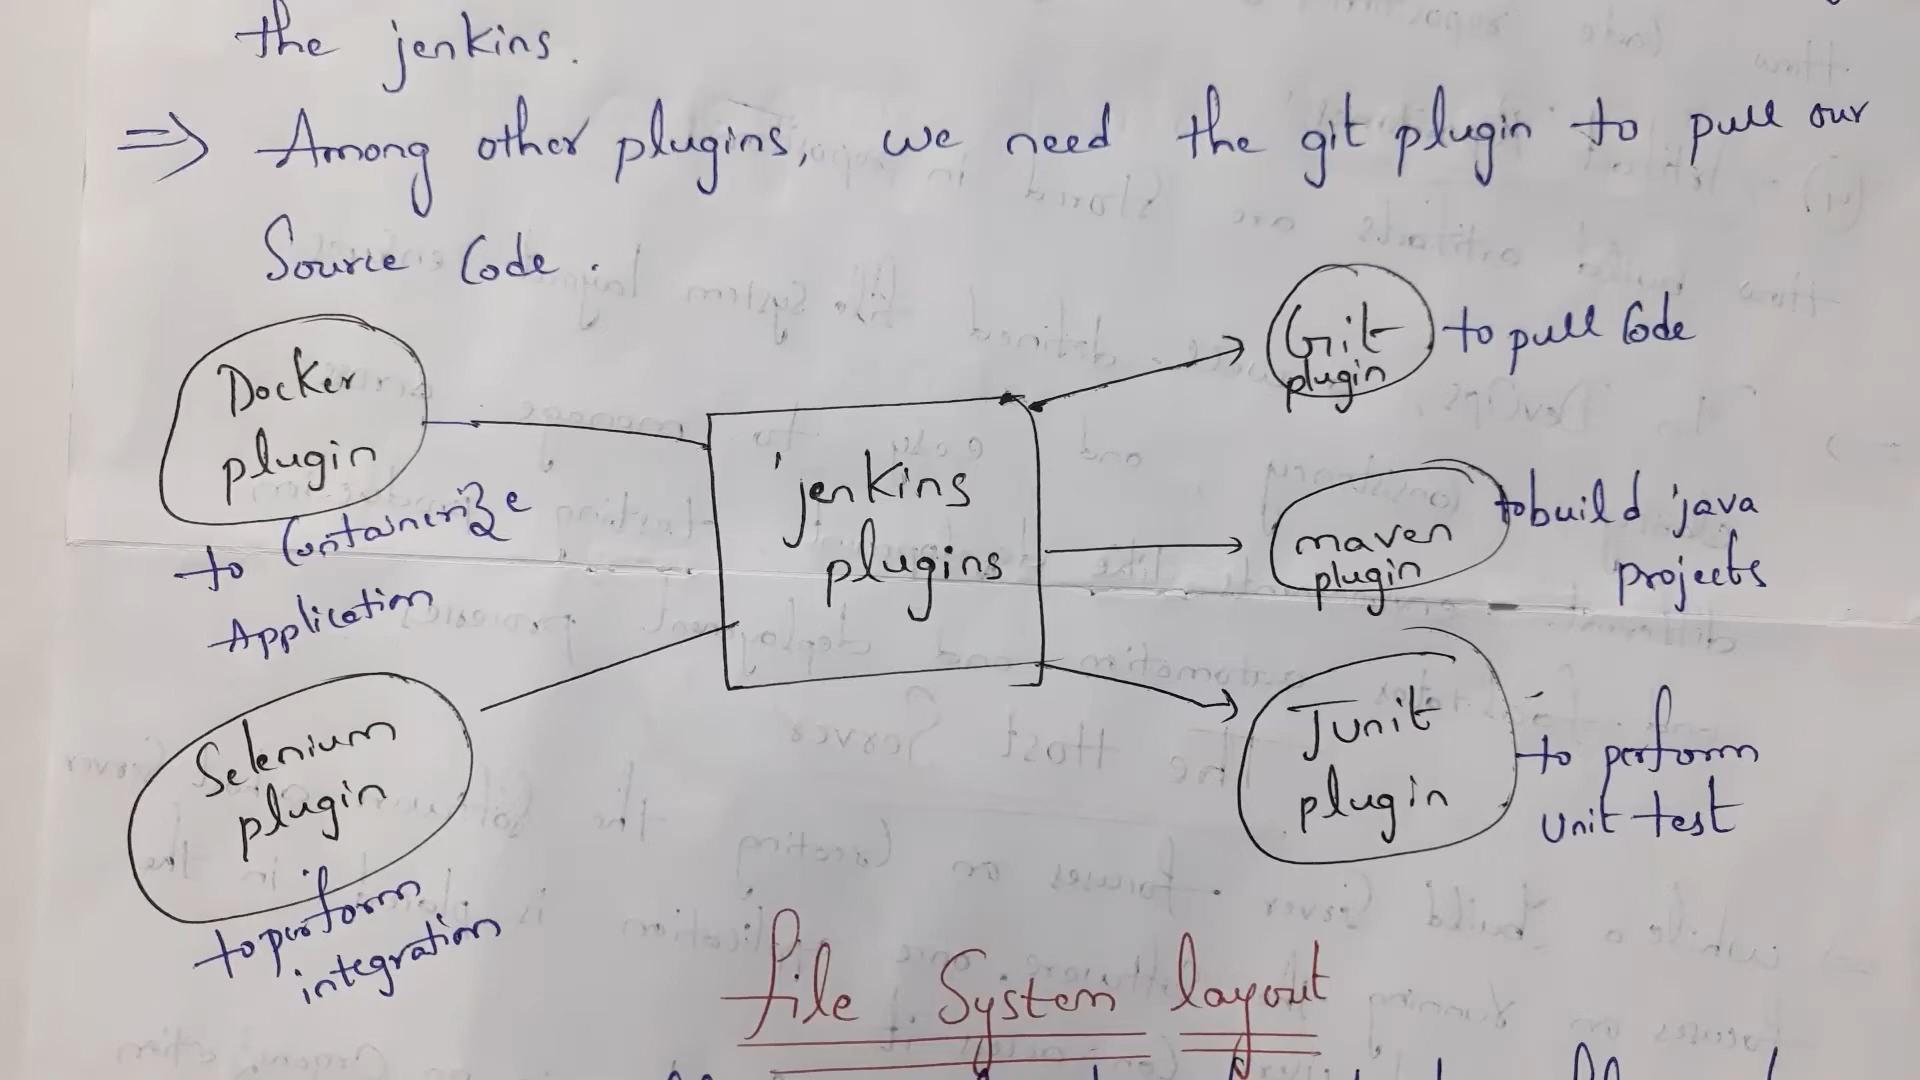 the jenkins.
=> Among other plugins, we need the git plugin to pull our
Source Code.
Docker
plugin
to Containerize
Application
Selenium
plugin
to perform
integration
jenkins
plugins
Git
plugin
to pull Code
maven
plugin
to build java
projects
Junit
plugin
to perform
unit test
file System layout